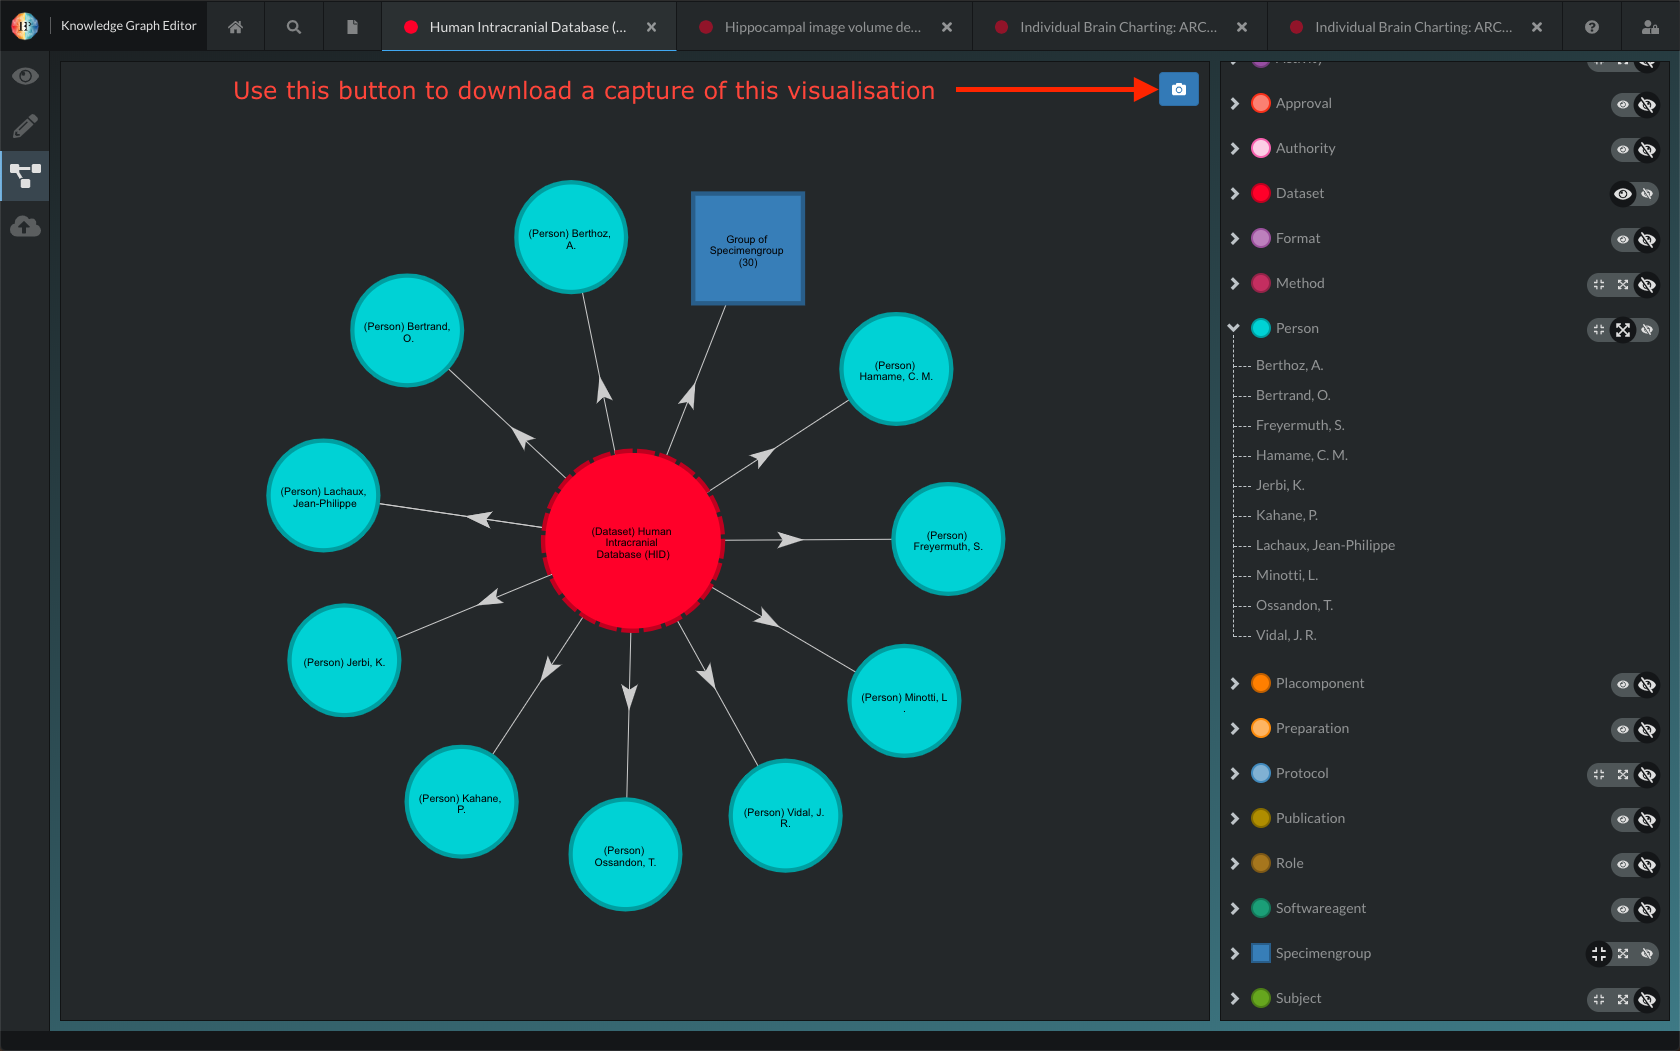 Knowledge Graph Editor
Human Intracranial Database (...
Hippocampal image volume de...
Individual Brain Charting: ARC...
Individual Brain Charting: ARC...
Use this button to download a capture of this visualisation
(Person) Berthoz,
A.
Group of
Specimengroup
(30)
(Person) Bertrand,
O.
(Person)
Hamame, C. M.
(Person) Lachaux,
Jean-Philippe
(Dataset) Human
Intracranial
Database (HID)
(Person)
Freyermuth, S.
(Person) Jerbi, K.
(Person) Minotti, L
.
(Person) Kahane,
P.
(Person)
Ossandon, T.
(Person) Vidal, J.
R.
Activity
Approval
Authority
Dataset
Format
Method
Person
Berthoz, A.
Bertrand, O.
Freyermuth, S.
Hamame, C. M.
Jerbi, K.
Kahane, P.
Lachaux, Jean-Philippe
Minotti, L.
Ossandon, T.
Vidal, J. R.
Placomponent
Preparation
Protocol
Publication
Role
Softwareagent
Specimengroup
Subject